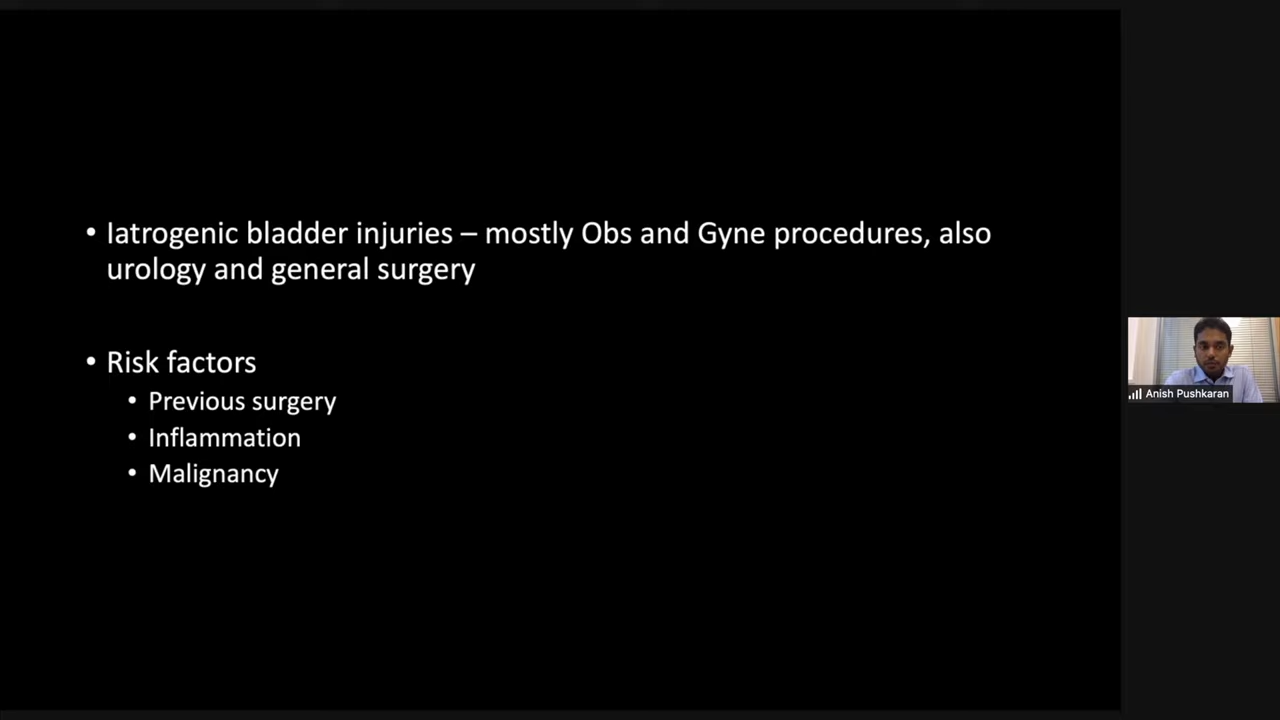 • Iatrogenic bladder injuries – mostly Obs and Gyne procedures, also
urology and general surgery
• Risk factors
• Previous surgery
• Inflammation
• Malignancy
Anish Pushkaran